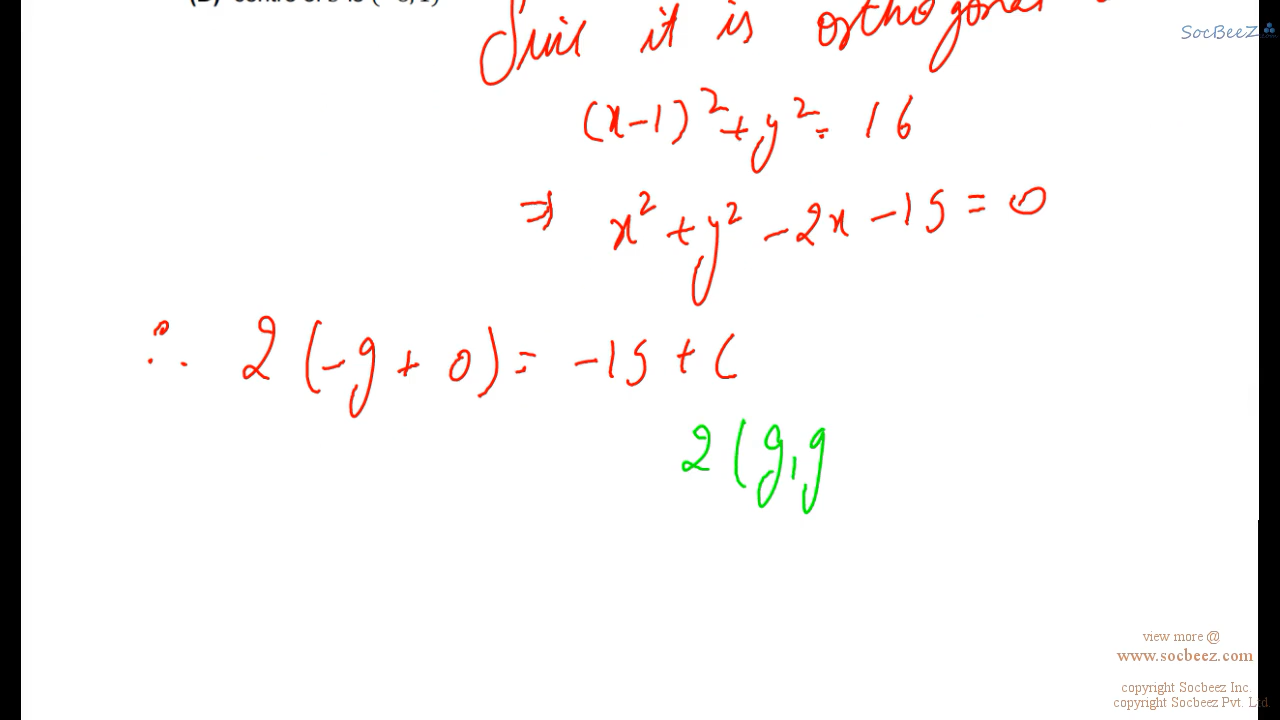 SocBeeZ
it is orthogonal
(x-1)² + y² = 16
⇒ x² + y² - 2x - 15 = 0
∴ 2(-g + 0) = -15 + C
2(g₁g
view more @
www.socbeez.com
copyright Socbeez Inc.
copyright Socbeez Pvt. Ltd.